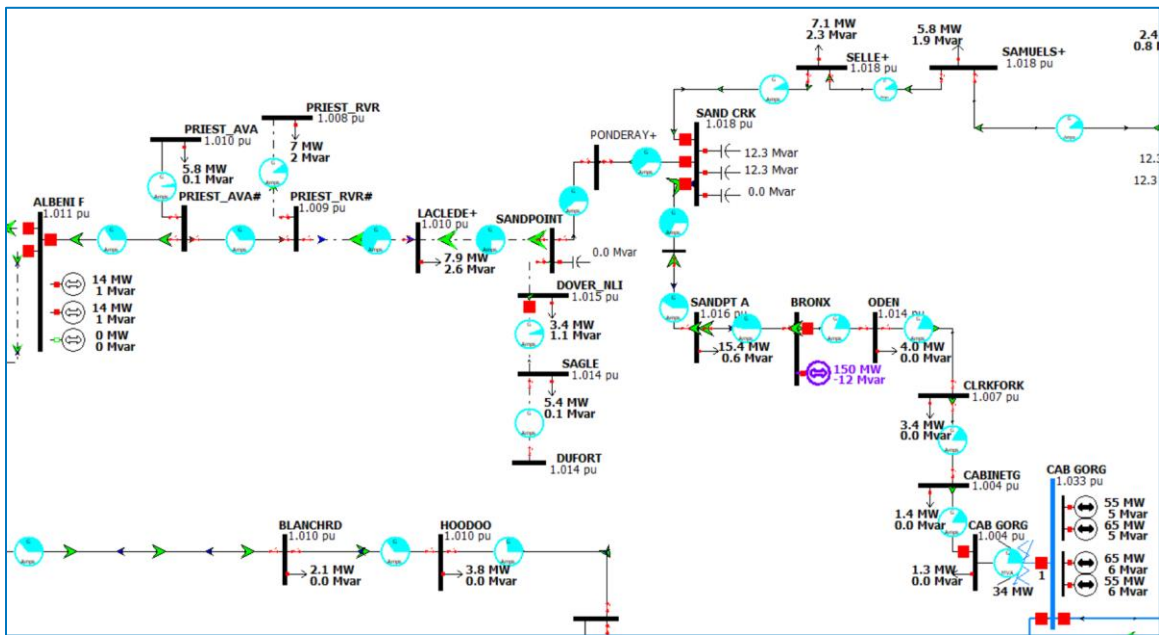 7.1 MW
2.3 Mvar
5.8 MW
1.9 Mvar
2.4
0.8
SELLE+
1.018 pu
SAMUELS+
1.018 pu
PRIEST_RVR
1.008 pu
7 MW
2 Mvar
PRIEST_AVA
1.010 pu
5.8 MW
0.1 Mvar
PONDERAY+
SAND CRK
1.018 pu
12.3 Mvar
12.3 Mvar
0.0 Mvar
12.3
12.3
ALBENI F
1.011 pu
PRIEST_AVA#
PRIEST_RVR#
1.009 pu
LACLEDE+
1.010 pu
7.9 MW
2.6 Mvar
SANDPOINT
0.0 Mvar
14 MW
1 Mvar
14 MW
1 Mvar
0 MW
0 Mvar
DOVER_NLI
1.015 pu
3.4 MW
1.1 Mvar
SAGLE
1.014 pu
5.4 MW
0.1 Mvar
DUFORT
1.014 pu
SANDPT A
1.016 pu
15.4 MW
0.6 Mvar
BRONX
150 MW
-12 Mvar
ODEN
1.014 pu
4.0 MW
0.0 Mvar
CLRKFORK
1.007 pu
3.4 MW
0.0 Mvar
CABINETG
1.004 pu
1.4 MW
0.0 Mvar
CAB GORG
1.004 pu
1.3 MW
0.0 Mvar
34 MW
1
CAB GORG
1.033 pu
55 MW
5 Mvar
65 MW
5 Mvar
65 MW
6 Mvar
55 MW
6 Mvar
BLANCHRD
1.010 pu
2.1 MW
0.0 Mvar
HOODOO
1.010 pu
3.8 MW
0.0 Mvar